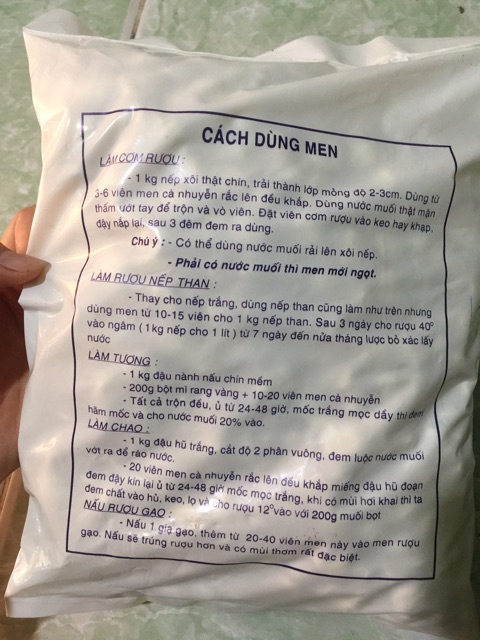 CÁCH DÙNG MEN
LÀM CƠM RƯỢU :
- 1 kg nếp xôi thật chín, trải thành lớp mỏng độ 2-3cm. Dùng từ
3-6 viên men cà nhuyễn rắc lên đều khắp. Dùng nước muối thật mặn
thấm ướt tay để trộn và vò viên. Đặt viên cơm rượu vào keo hay khạp,
đậy nắp lại, sau 3 đêm đem ra dùng.
Chú ý : - Có thể dùng nước muối rải lên xôi nếp.
- Phải có nước muối thì men mới ngọt.
LÀM RƯỢU NẾP THAN :
- Thay cho nếp trắng, dùng nếp than cũng làm như trên nhưng
dùng men từ 10-15 viên cho 1 kg nếp than. Sau 3 ngày cho rượu 40°
vào ngâm ( 1kg nếp cho 1 lít ) từ 7 ngày đến nửa tháng lược bỏ xác lấy
nước
LÀM TƯƠNG :
- 1 kg đậu nành nấu chín mềm
- 200g bột mì rang vàng + 10-20 viên men cà nhuyễn
- Tất cả trộn đều, ủ từ 24-48 giờ, mốc trắng mọc dầy thì đem
hãm mốc và cho nước muối 20% vào.
LÀM CHAO :
- 1 kg đậu hũ trắng, cắt độ 2 phân vuông, đem luộc nước muối
vớt ra để ráo nước.
- 20 viên men cà nhuyễn rắc lên đều khắp miếng đậu hũ đoạn
đem đậy kín lại ủ từ 24-48 giờ mốc mọc trắng, khi có mùi hơi khai thì ta
đem chất vào hủ, keo, lọ và cho rượu 12° vào với 200g muối bọt
NẤU RƯỢU GẠO :
- Nấu 1 giạ gạo, thêm từ 20-40 viên men này vào men rượu
gạo. Nấu sẽ trúng rượu hơn và có mùi thơm rất đặc biệt.